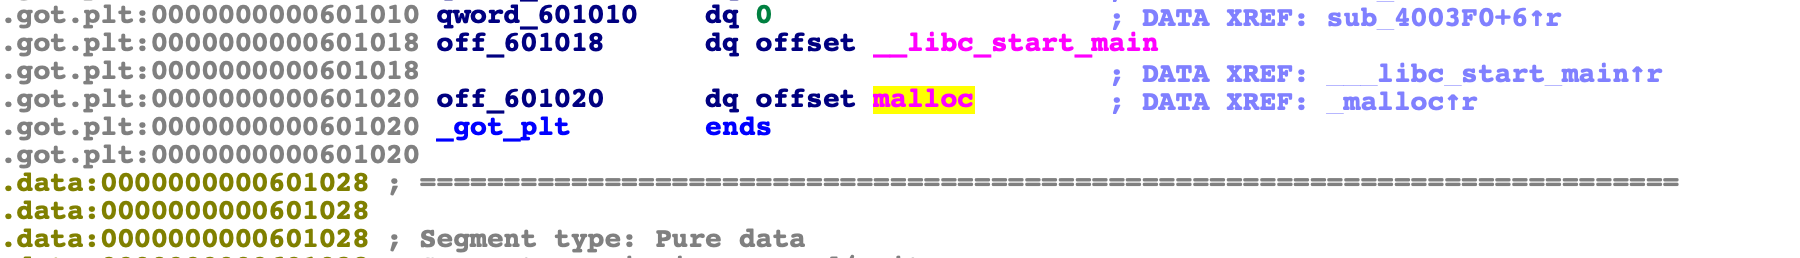 .got.plt:0000000000601010 qword_601010 dq 0 ; DATA XREF: sub_4003F0+6↑r
.got.plt:0000000000601018 off_601018 dq offset __libc_start_main
.got.plt:0000000000601018 ; DATA XREF: ___libc_start_main↑r
.got.plt:0000000000601020 off_601020 dq offset malloc ; DATA XREF: _malloc↑r
.got.plt:0000000000601020 _got_plt ends
.got.plt:0000000000601020
.data:0000000000601028 ; ===========================================================================
.data:0000000000601028
.data:0000000000601028 ; Segment type: Pure data